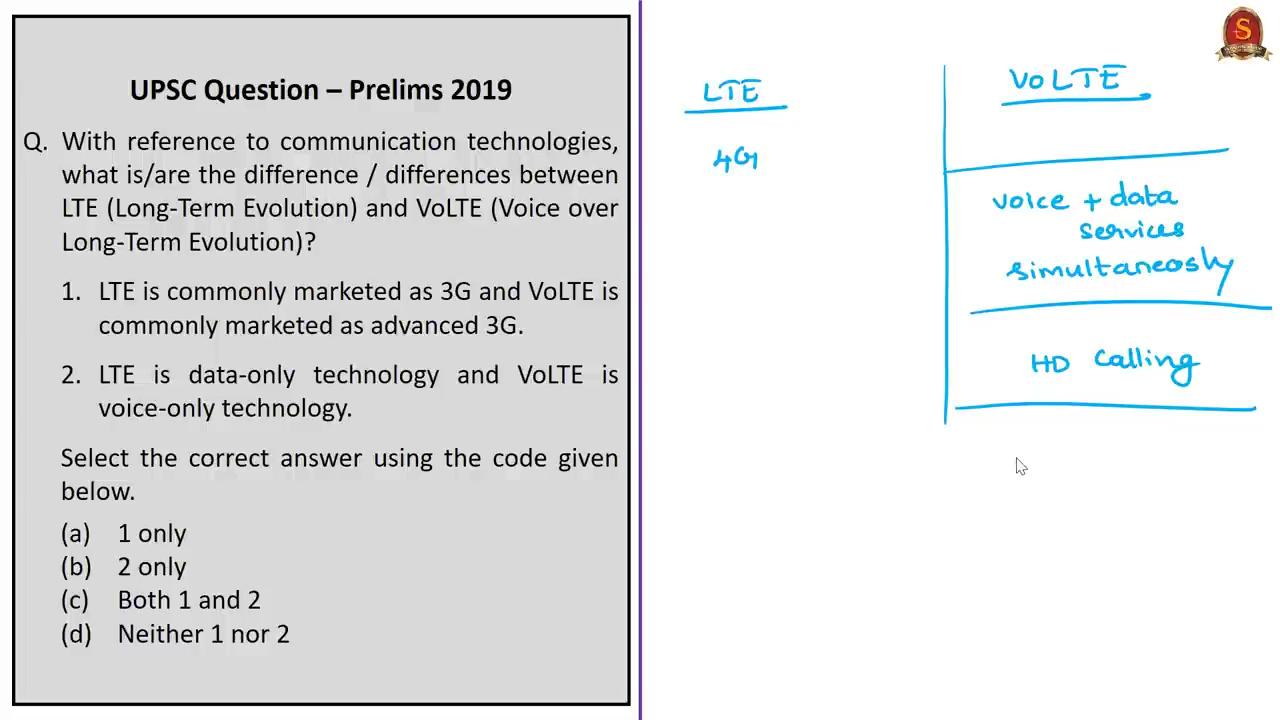 UPSC Question – Prelims 2019
Q. With reference to communication technologies,
what is/are the difference / differences between
LTE (Long-Term Evolution) and VoLTE (Voice over
Long-Term Evolution)?
1. LTE is commonly marketed as 3G and VoLTE is
commonly marketed as advanced 3G.
2. LTE is data-only technology and VoLTE is
voice-only technology.
Select the correct answer using the code given
below.
(a) 1 only
(b) 2 only
(c) Both 1 and 2
(d) Neither 1 nor 2
LTE
4G
VoLTE
voice + data
services
simultaneosly
HD calling
S